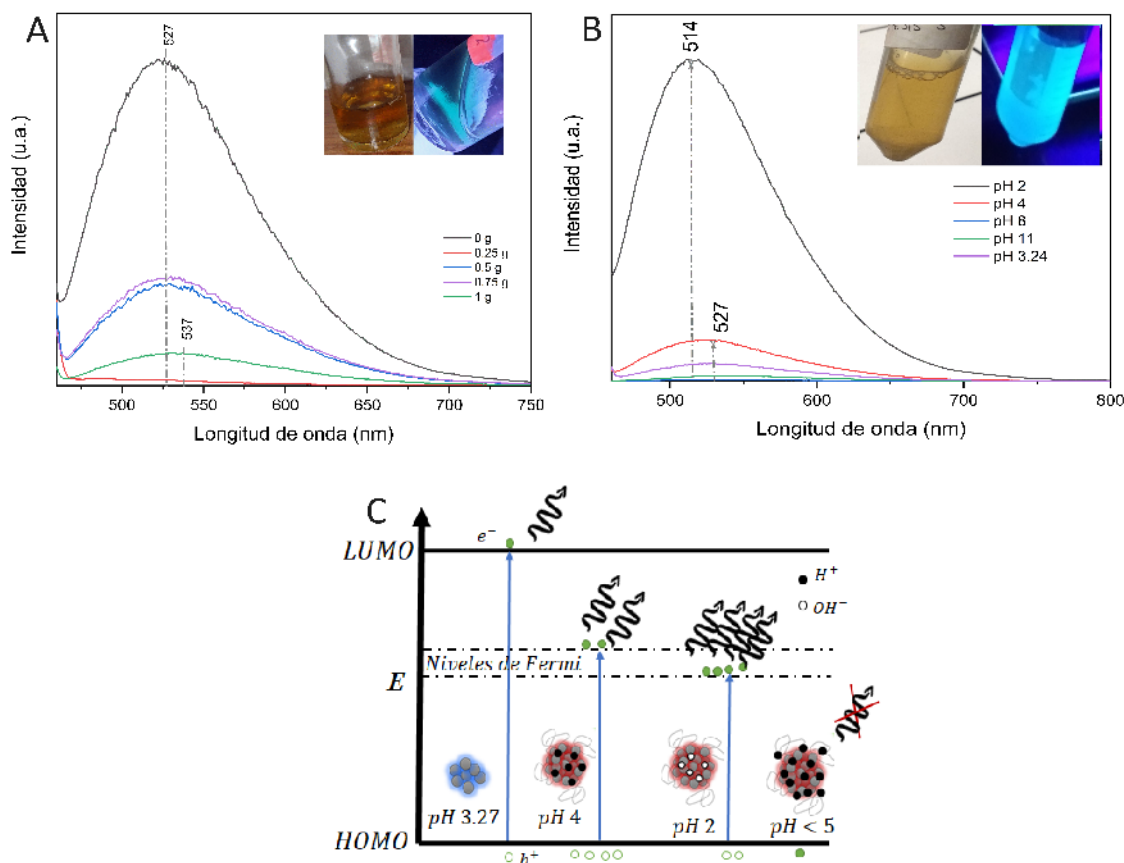 A
527
Intensidad (u.a.)
0 g
0.25 g
0.5 g
0.75 g
1 g
537
500 550 600 650 700 750
Longitud de onda (nm)
B
514
Intensidad (u.a.)
pH 2
pH 4
pH 6
pH 11
pH 3.24
527
500 600 700 800
Longitud de onda (nm)
C
e⁻
LUMO
H⁺
OH⁻
Niveles de Fermi
E
pH 3.27 pH 4 pH 2 pH < 5
HOMO
h⁺